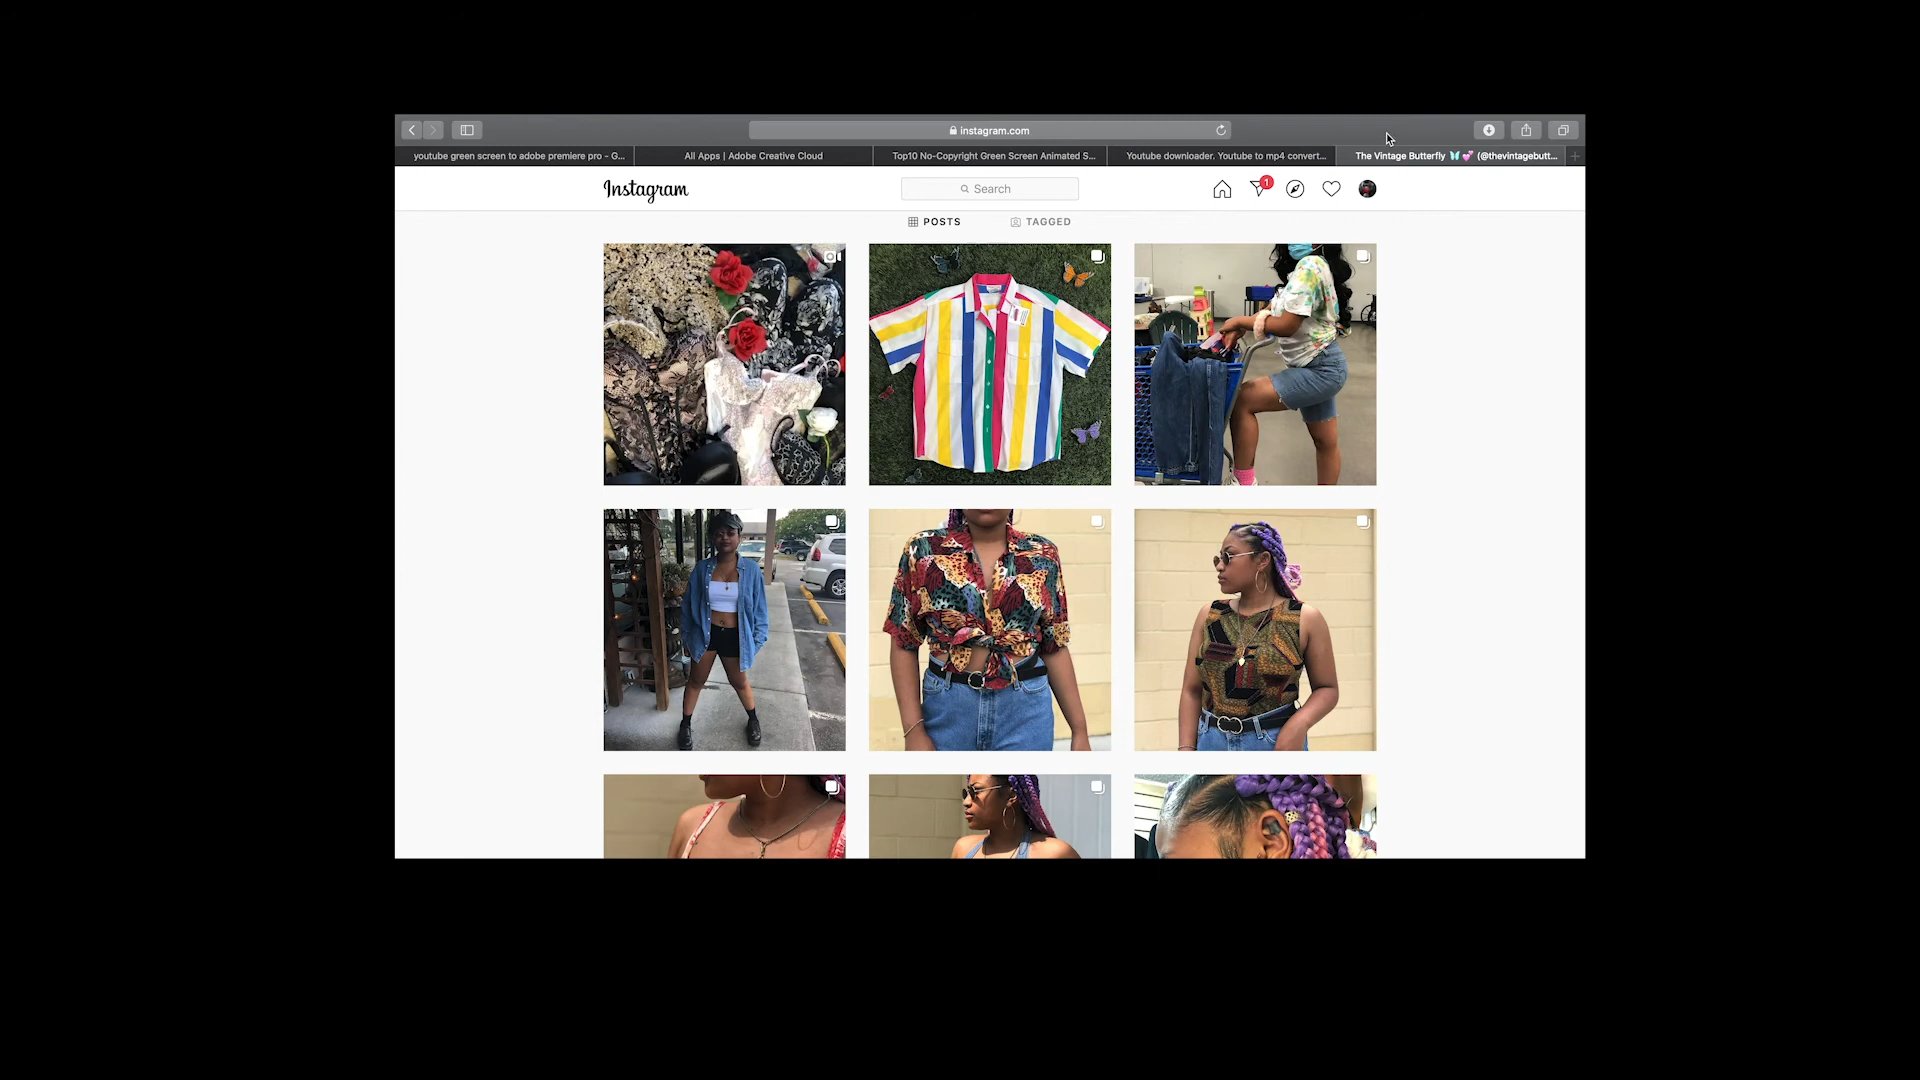 instagram.com
youtube green screen to adobe premiere pro - G...
All Apps | Adobe Creative Cloud
Top10 No-Copyright Green Screen Animated S...
Youtube downloader. Youtube to mp4 convert...
The Vintage Butterfly 🦋💕 (@thevintagebutt...
Instagram
Search
1
POSTS
TAGGED